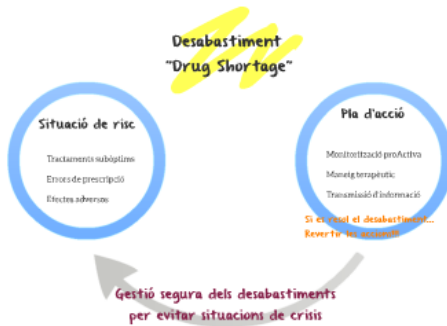 Desabastiment
"Drug Shortage"
Situació de risc
Tractaments subòptims
Errors de prescripció
Efectes adversos
Pla d'acció
Monitorització proActiva
Maneig terapèutic
Transmissió d'informació
Si es resol el desabastiment...
Revertir les accions!!!
Gestió segura dels desabastiments
per evitar situacions de crisis